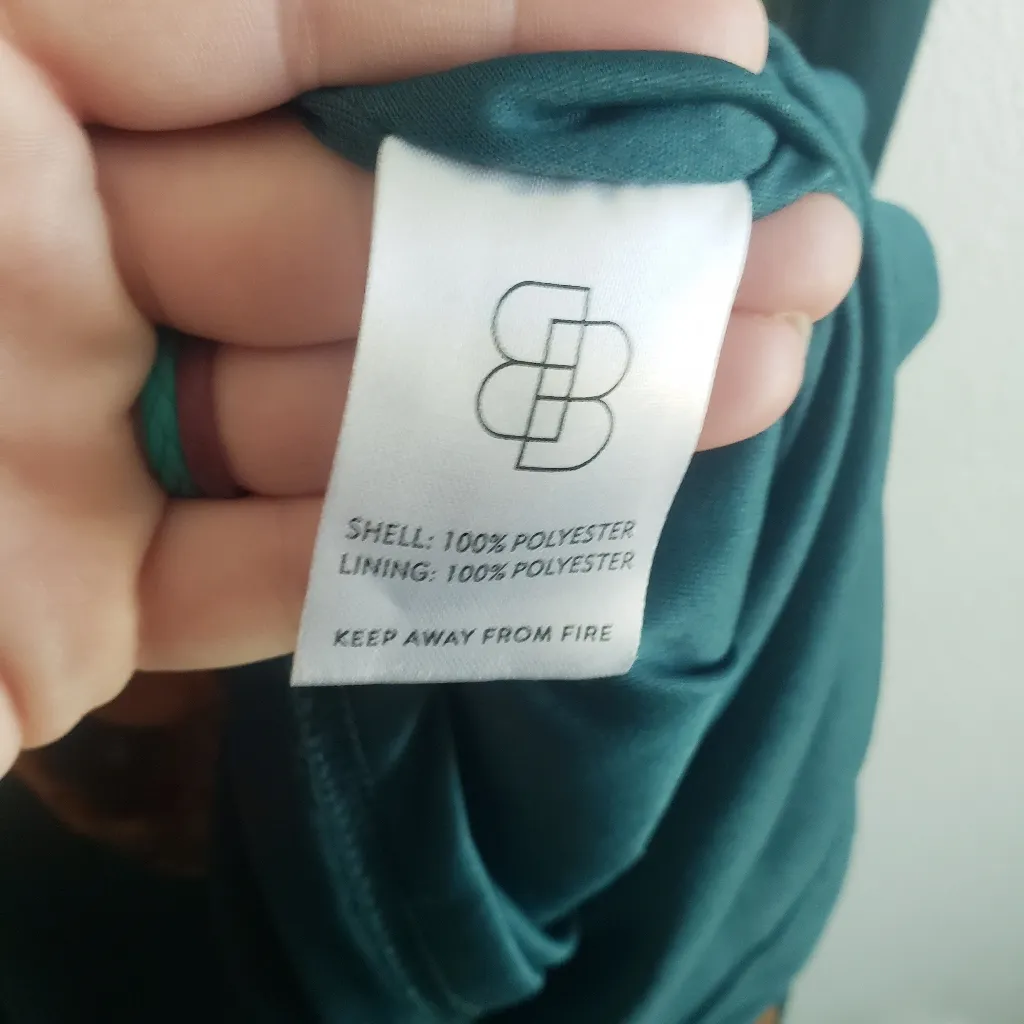 SHELL: 100% POLYESTER
LINING: 100% POLYESTER
KEEP AWAY FROM FIRE